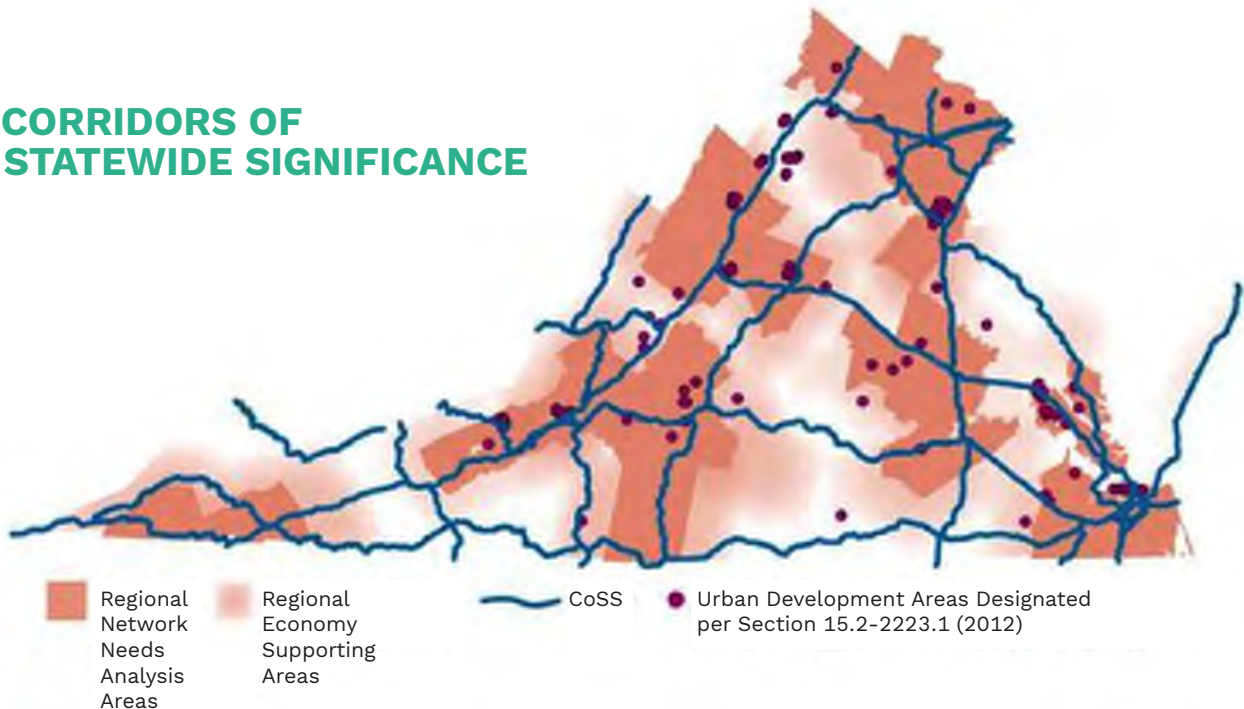 CORRIDORS OF
STATEWIDE SIGNIFICANCE
Regional
Network
Needs
Analysis
Areas
Regional
Economy
Supporting
Areas
CoSS
Urban Development Areas Designated
per Section 15.2-2223.1 (2012)